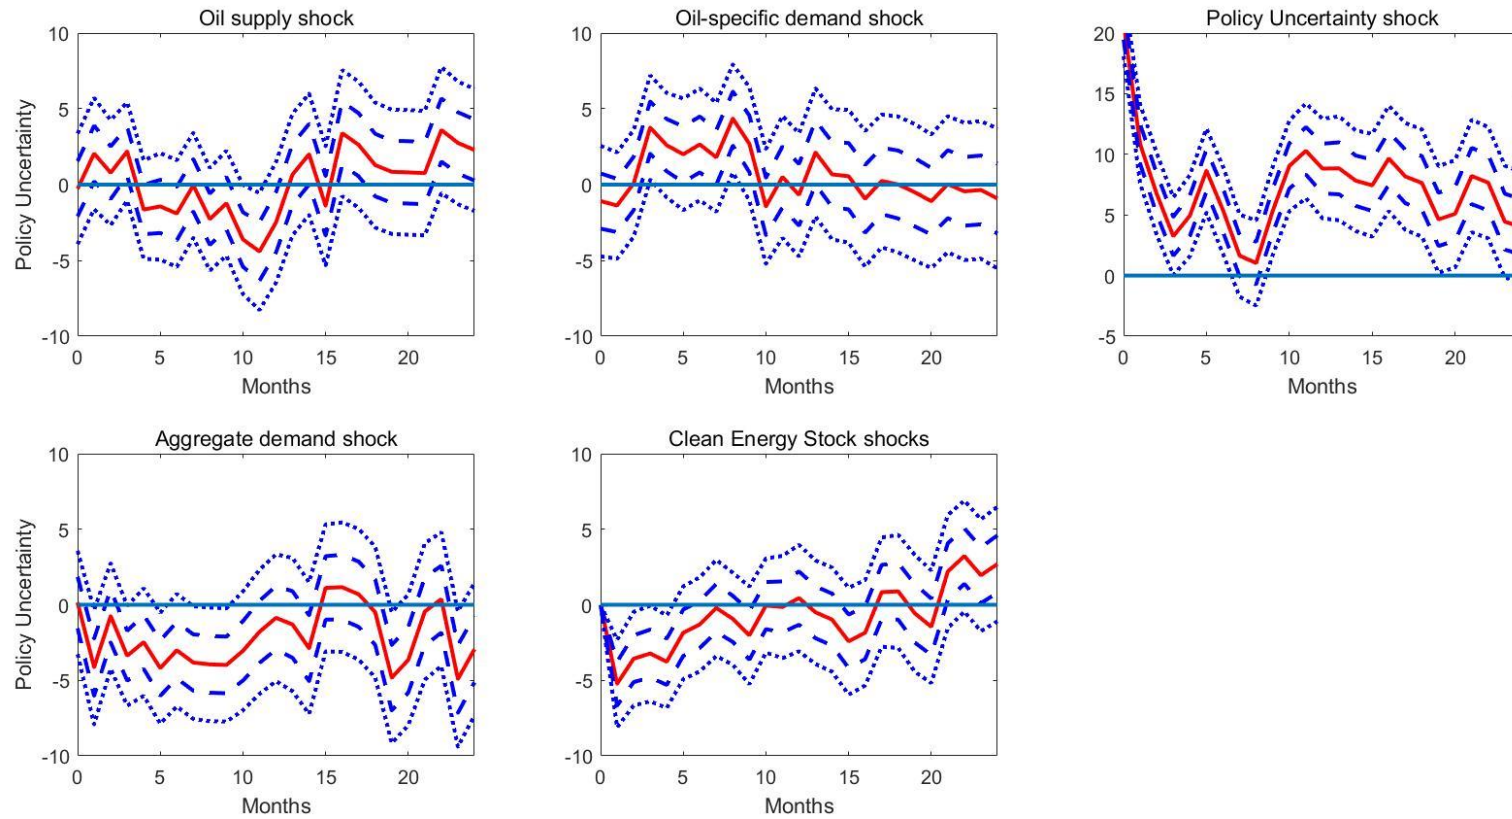 Oil supply shock
10
5
0
-5
-10
0 5 10 15 20
Months
Policy Uncertainty
Oil-specific demand shock
10
5
0
-5
-10
0 5 10 15 20
Months
Policy Uncertainty shock
20
15
10
5
0
-5
0 5 10 15 20
Months
Aggregate demand shock
10
5
0
-5
-10
0 5 10 15 20
Months
Policy Uncertainty
Clean Energy Stock shocks
10
5
0
-5
-10
0 5 10 15 20
Months